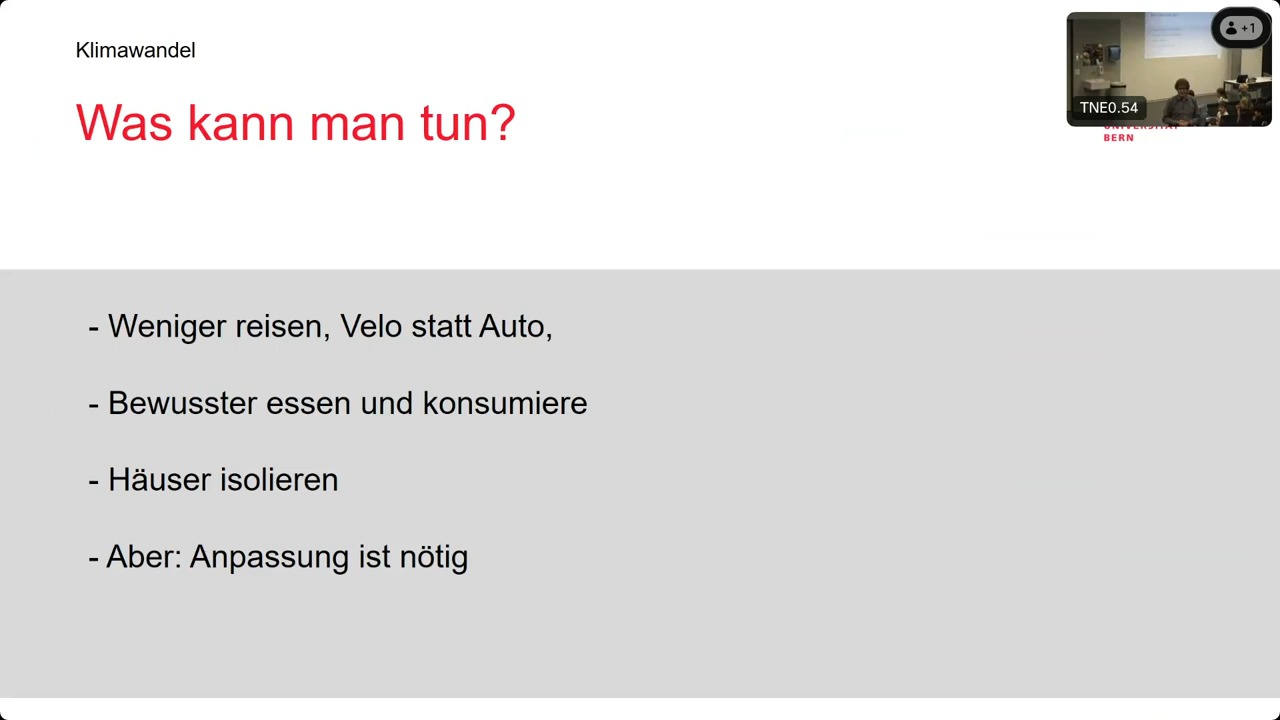 Klimawandel
Was kann man tun?
+1
TNE0.54
UNIVERSITÄT
BERN
- Weniger reisen, Velo statt Auto,
- Bewusster essen und konsumiere
- Häuser isolieren
- Aber: Anpassung ist nötig